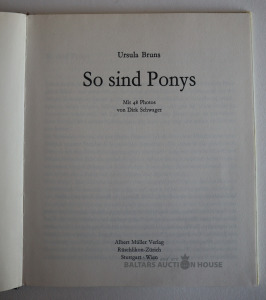 Ursula Bruns
So sind Ponys
Mit 48 Photos
von Dick Schwager
Albert Müller Verlag
Rüschlikon-Zürich
Stuttgart · Wien
BALTARS AUCTION HOUSE